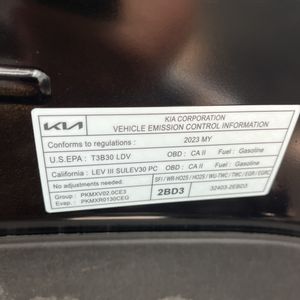 KIA
KIA CORPORATION
VEHICLE EMISSION CONTROL INFORMATION
Conforms to regulations : 2023 MY
U.S.EPA : T3B30 LDV OBD : CA II Fuel : Gasoline
California : LEV III SULEV30 PC OBD : CA II Fuel : Gasoline
Group : PKMXV02.0CE3
Evap. : PKMXR0130CEG
No adjustments needed.
2BD3
SFI / WR-HO2S / HO2S / WU-TWC / TWC / EGR / EGRC
32403-2EBD3